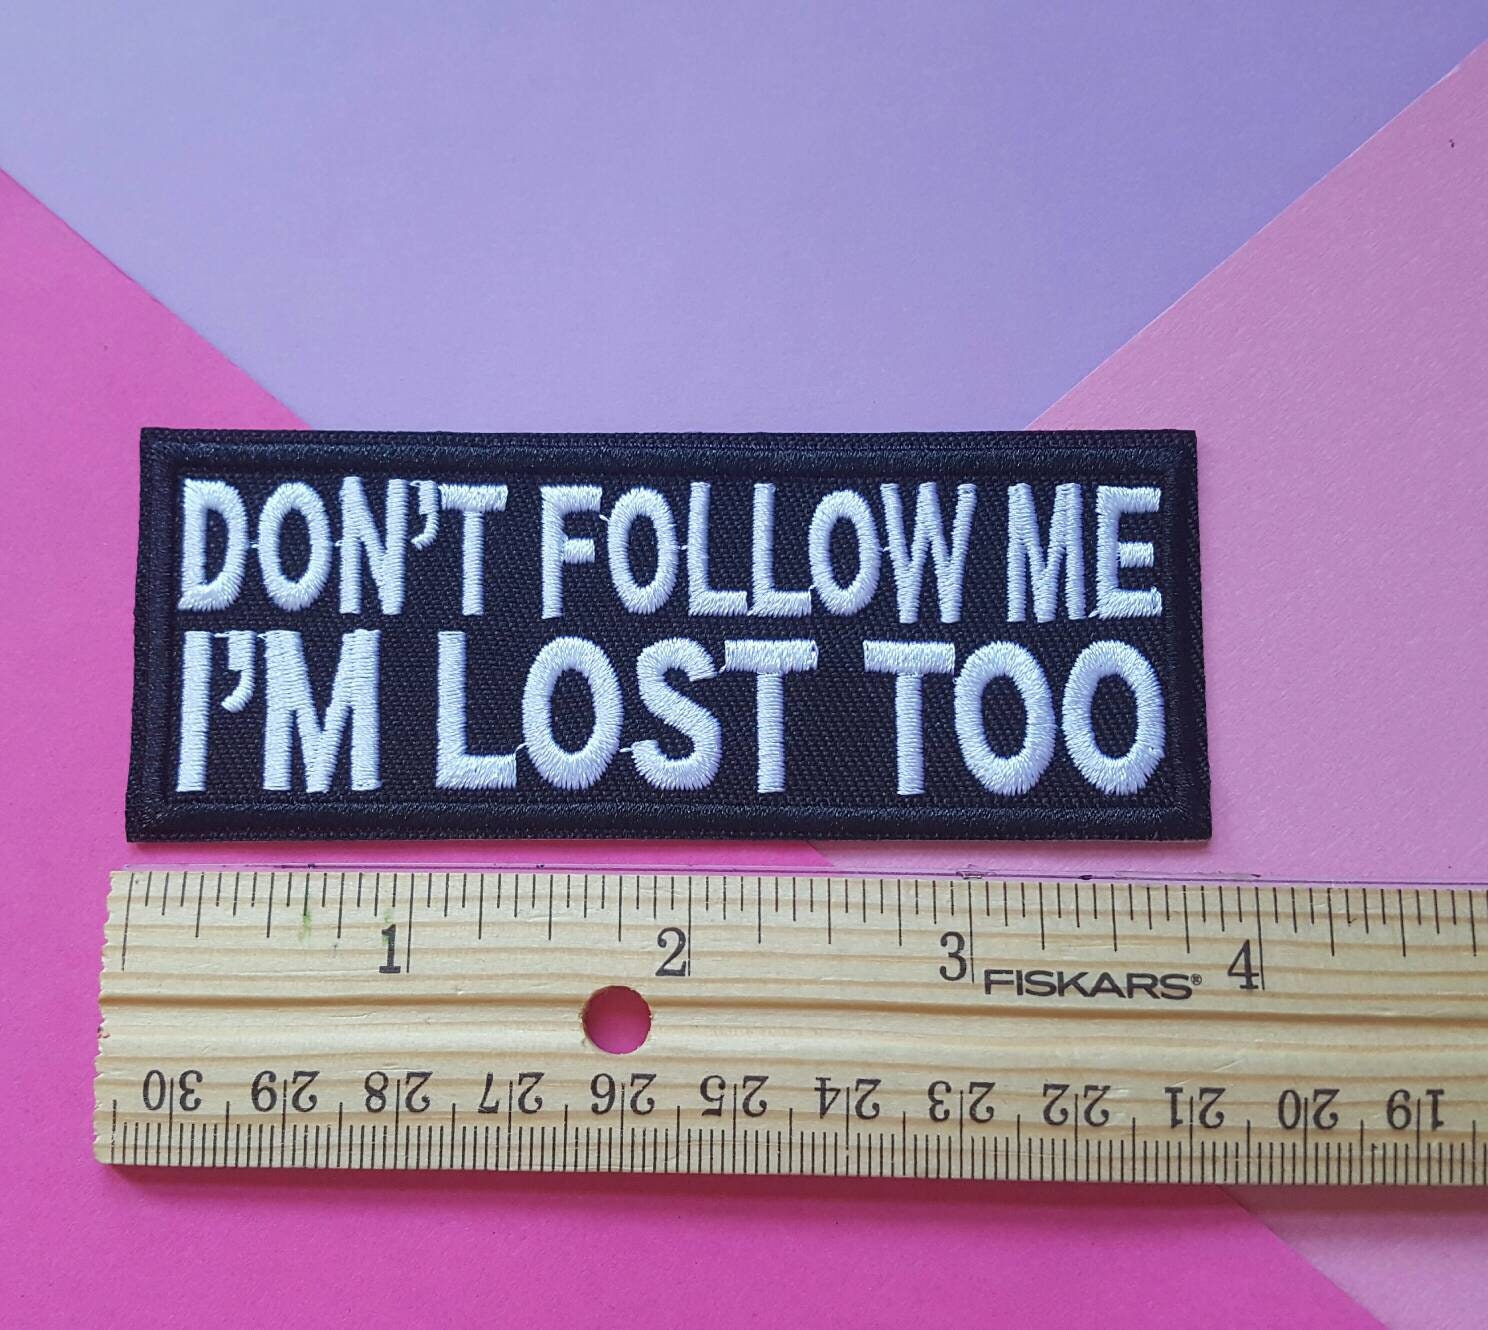 DON'T FOLLOW ME
I'M LOST TOO
1 2 3 4
FISKARS®
30 29 28 27 26 25 24 23 22 21 20 19